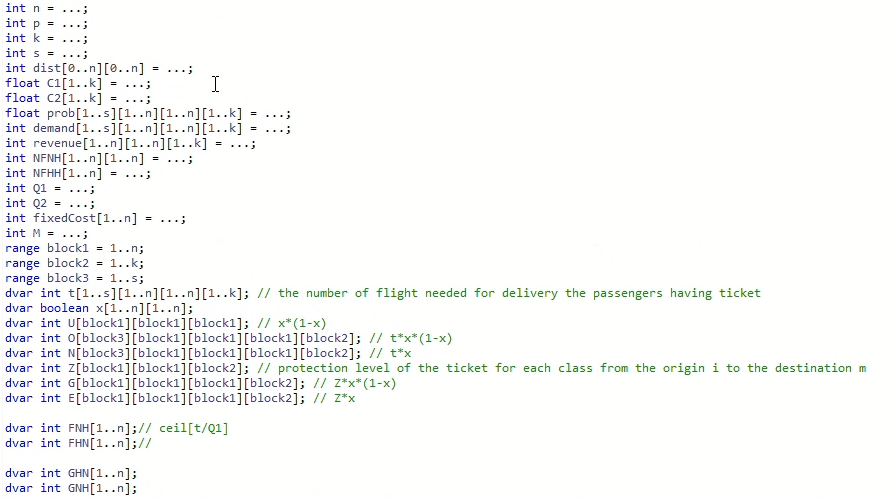 int n = ...;
int p = ...;
int k = ...;
int s = ...;
int dist[0..n][0..n] = ...;
float C1[1..k] = ...;
float C2[1..k] = ...;
float prob[1..s][1..n][1..n][1..k] = ...;
int demand[1..s][1..n][1..n][1..k] = ...;
int revenue[1..n][1..n][1..k] = ...;
int NFNH[1..n][1..n] = ...;
int NFHH[1..n] = ...;
int Q1 = ...;
int Q2 = ...;
int fixedCost[1..n] = ...;
int M = ...;
range block1 = 1..n;
range block2 = 1..k;
range block3 = 1..s;
dvar int t[1..s][1..n][1..n][1..k]; // the number of flight needed for delivery the passengers having ticket
dvar boolean x[1..n][1..n];
dvar int U[block1][block1][block1]; // x*(1-x)
dvar int O[block3][block1][block1][block1][block2]; // t*x*(1-x)
dvar int N[block3][block1][block1][block1][block2]; // t*x
dvar int Z[block1][block1][block2]; // protection level of the ticket for each class from the origin i to the destination m
dvar int G[block1][block1][block1][block2]; // Z*x*(1-x)
dvar int E[block1][block1][block1][block2]; // Z*x
dvar int FNH[1..n];// ceil[t/Q1]
dvar int FHN[1..n];//
dvar int GHN[1..n];
dvar int GNH[1..n];